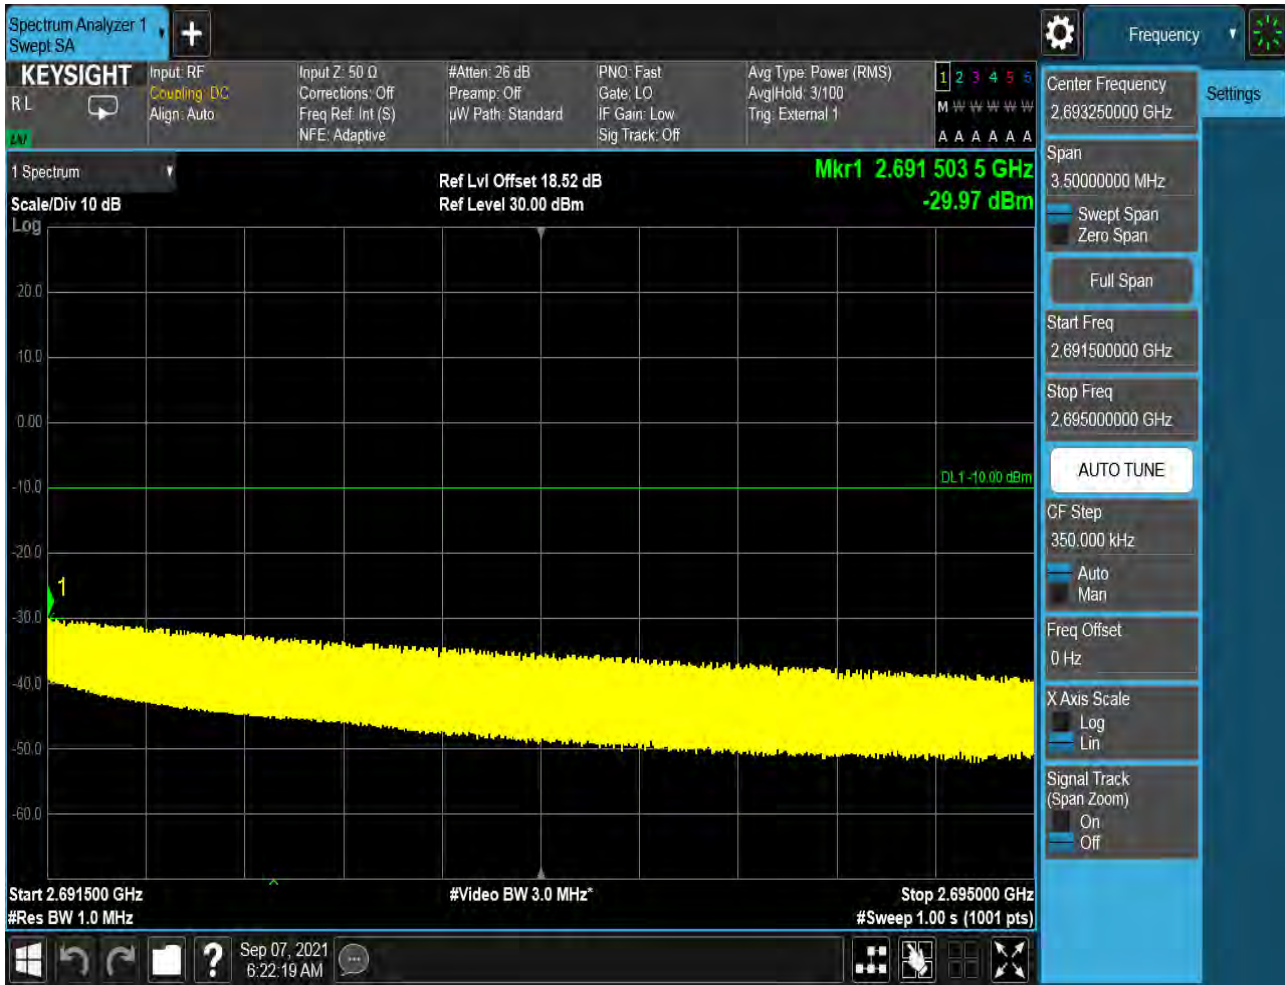 Spectrum Analyzer 1
Swept SA
Frequency
KEYSIGHT
R L
Input: RF
Coupling: DC
Align: Auto
Input Z: 50 Ω
Corrections: Off
Freq Ref: Int (S)
NFE: Adaptive
#Atten: 26 dB
Preamp: Off
µW Path: Standard
PNO: Fast
Gate: LO
IF Gain: Low
Sig Track: Off
Avg Type: Power (RMS)
Avg|Hold: 3/100
Trig: External 1
1 2 3 4 5 6
M W W W W W
A A A A A A
1 Spectrum
Scale/Div 10 dB
Log
Ref Lvl Offset 18.52 dB
Ref Level 30.00 dBm
Mkr1 2.691 503 5 GHz
-29.97 dBm
20.0
10.0
0.00
-10.0
-20.0
-30.0
-40.0
-50.0
-60.0
DL1 -10.00 dBm
1
Start 2.691500 GHz
#Res BW 1.0 MHz
#Video BW 3.0 MHz*
Stop 2.695000 GHz
#Sweep 1.00 s (1001 pts)
Center Frequency
2.693250000 GHz
Settings
Span
3.50000000 MHz
Swept Span
Zero Span
Full Span
Start Freq
2.691500000 GHz
Stop Freq
2.695000000 GHz
AUTO TUNE
CF Step
350.000 kHz
Auto
Man
Freq Offset
0 Hz
X Axis Scale
Log
Lin
Signal Track
(Span Zoom)
On
Off
?
Sep 07, 2021
6:22:19 AM